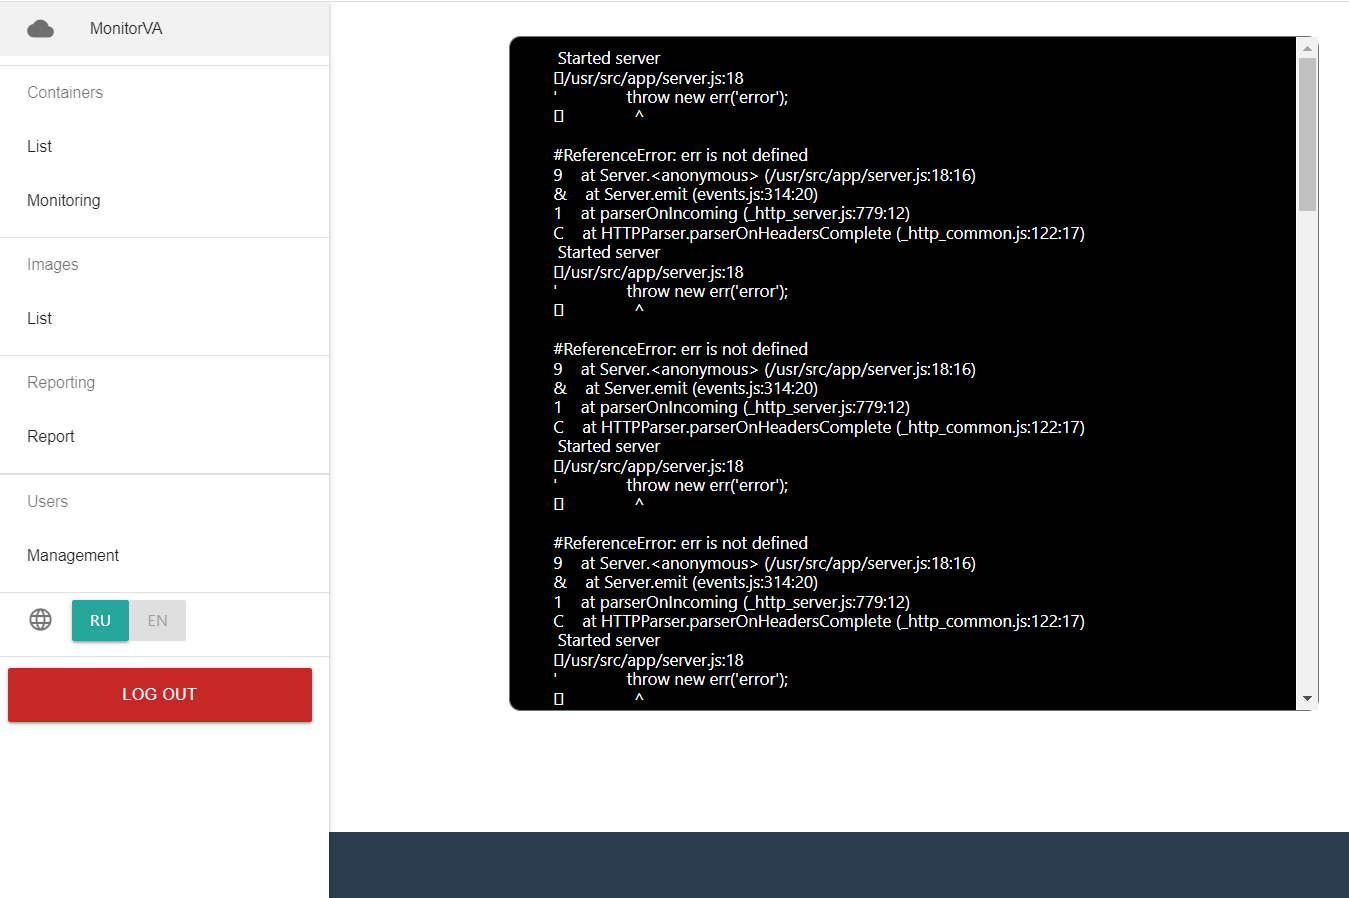 MonitorVA
Containers
List
Monitoring
Images
List
Reporting
Report
Users
Management
RU EN
LOG OUT
Started server
▯/usr/src/app/server.js:18
' throw new err('error');
▯ ^
#ReferenceError: err is not defined
9 at Server.<anonymous> (/usr/src/app/server.js:18:16)
& at Server.emit (events.js:314:20)
1 at parserOnIncoming (_http_server.js:779:12)
C at HTTPParser.parserOnHeadersComplete (_http_common.js:122:17)
Started server
▯/usr/src/app/server.js:18
' throw new err('error');
▯ ^
#ReferenceError: err is not defined
9 at Server.<anonymous> (/usr/src/app/server.js:18:16)
& at Server.emit (events.js:314:20)
1 at parserOnIncoming (_http_server.js:779:12)
C at HTTPParser.parserOnHeadersComplete (_http_common.js:122:17)
Started server
▯/usr/src/app/server.js:18
' throw new err('error');
▯ ^
#ReferenceError: err is not defined
9 at Server.<anonymous> (/usr/src/app/server.js:18:16)
& at Server.emit (events.js:314:20)
1 at parserOnIncoming (_http_server.js:779:12)
C at HTTPParser.parserOnHeadersComplete (_http_common.js:122:17)
Started server
▯/usr/src/app/server.js:18
' throw new err('error');
▯ ^